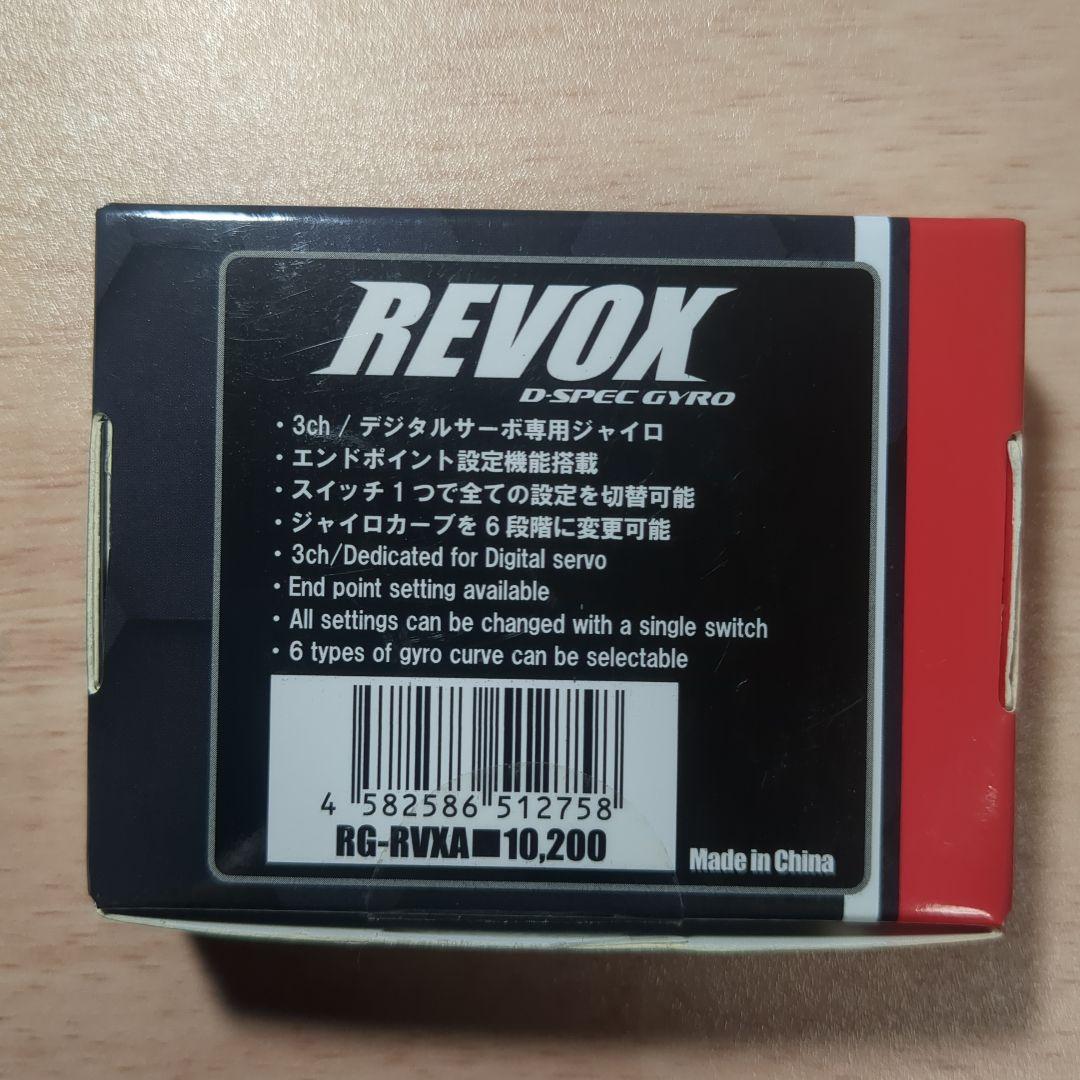 REVOX
D-SPEC GYRO
・3ch / デジタルサーボ専用ジャイロ
・エンドポイント設定機能搭載
・スイッチ1つで全ての設定を切替可能
・ジャイロカーブを6段階に変更可能
・3ch/Dedicated for Digital servo
・End point setting available
・All settings can be changed with a single switch
・6 types of gyro curve can be selectable
4 582586 512758
RG-RVXA■10,200
Made in China